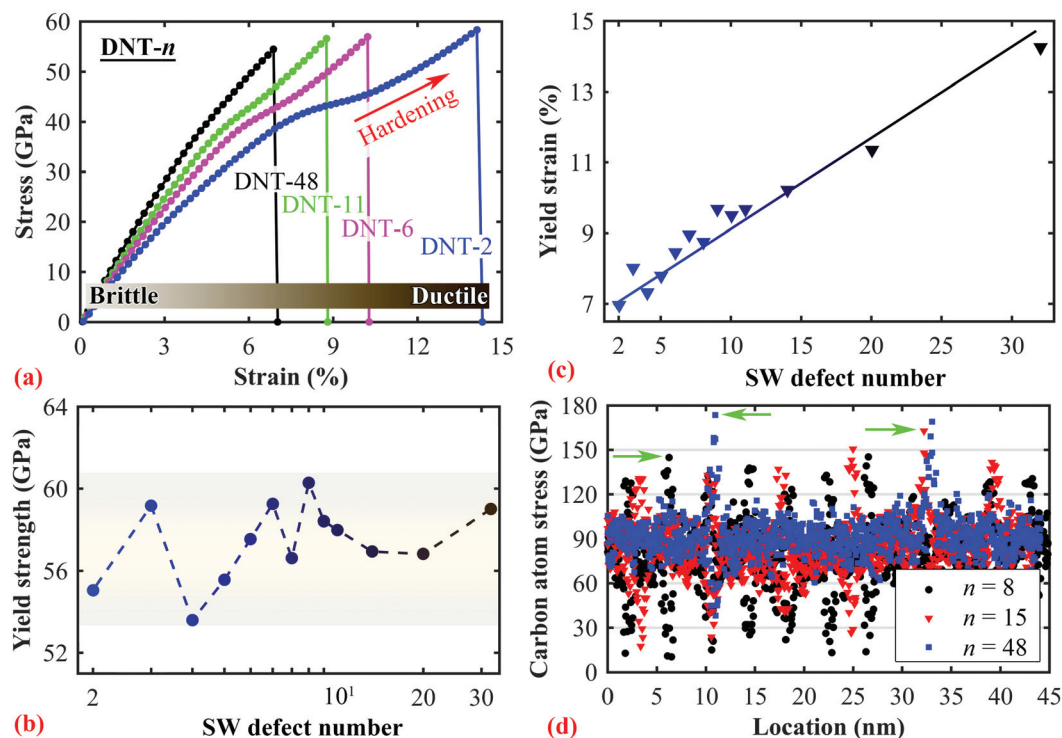 DNT-n
Hardening
DNT-48
DNT-11
DNT-6
DNT-2
Brittle
Ductile
60
50
40
30
20
10
0
0 3 6 9 12 15
Stress (GPa)
Strain (%)
(a)
15
13
11
9
7
2 5 10 15 20 25 30
Yield strain (%)
SW defect number
(c)
64
60
56
52
2 10¹ 20 30
Yield strength (GPa)
SW defect number
(b)
180
150
120
90
60
30
0
0 5 10 15 20 25 30 35 40 45
Carbon atom stress (GPa)
n = 8
n = 15
n = 48
Location (nm)
(d)